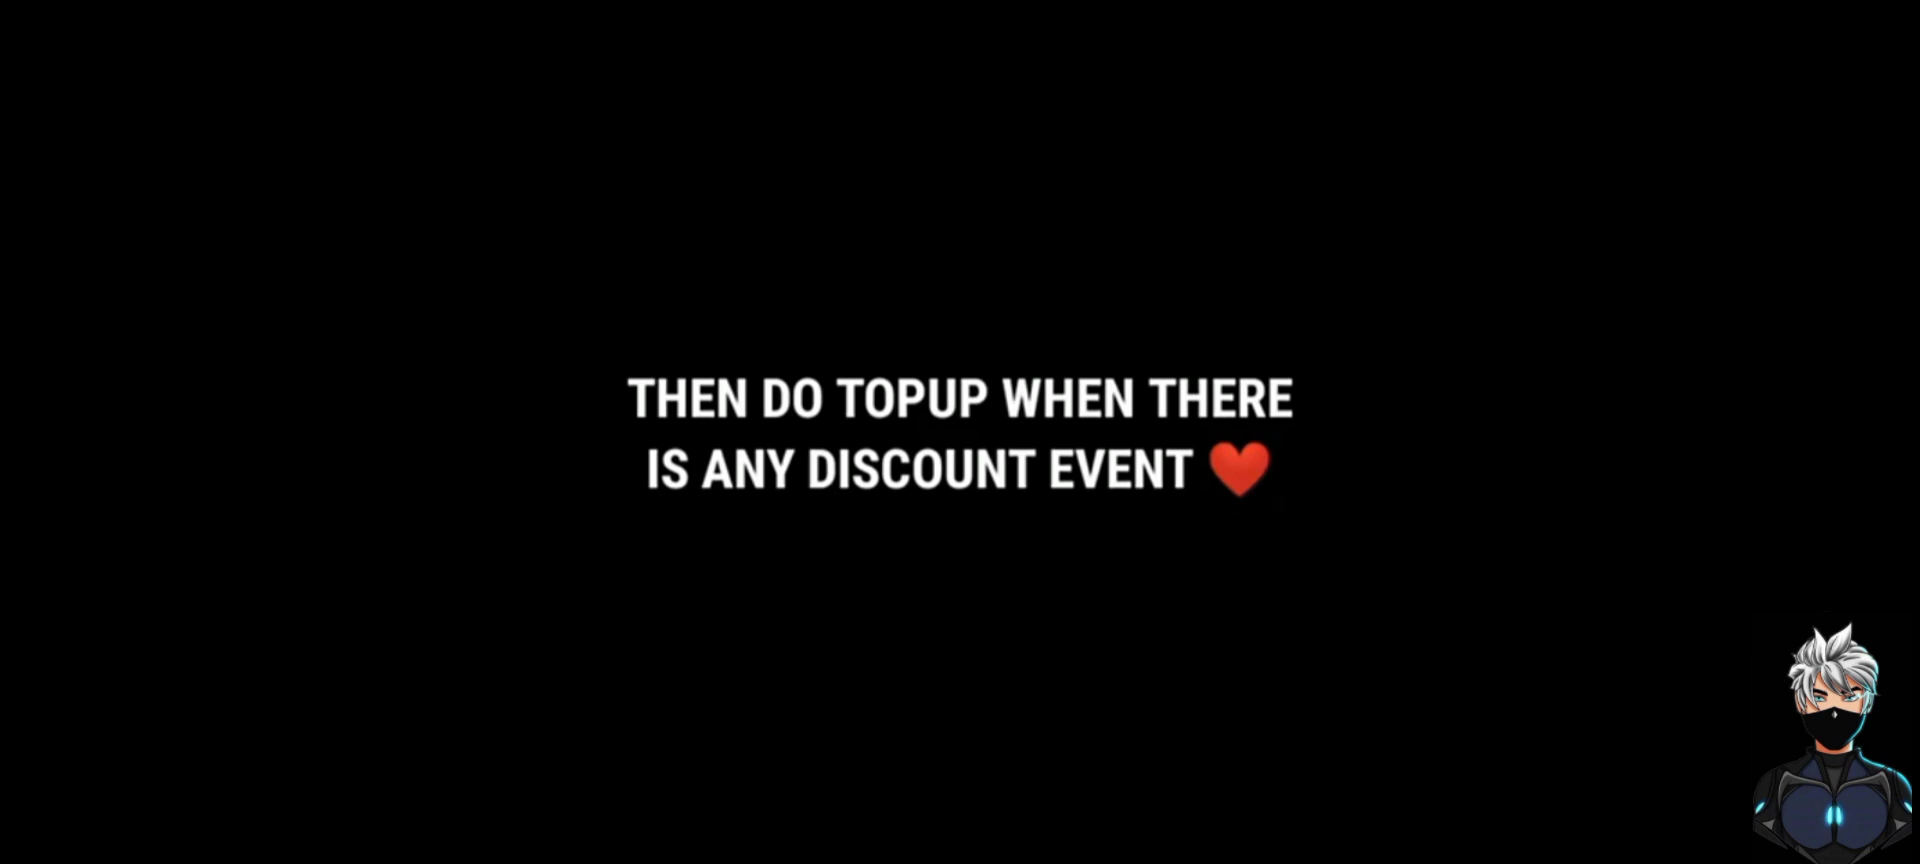 THEN DO TOPUP WHEN THERE
IS ANY DISCOUNT EVENT ❤️